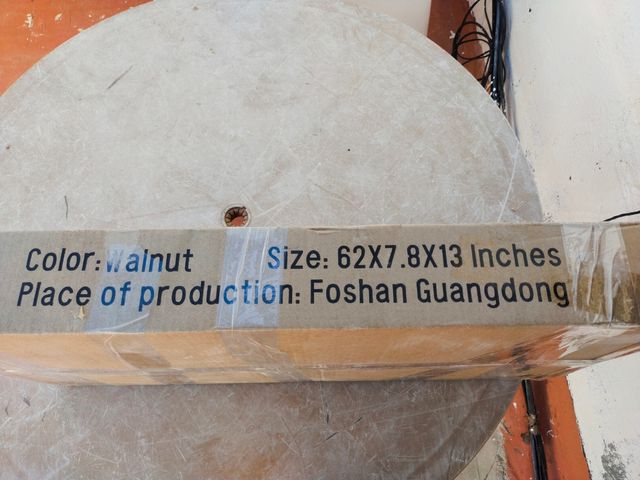 Color: Walnut Size: 62X7.8X13 Inches
Place of production: Foshan Guangdong